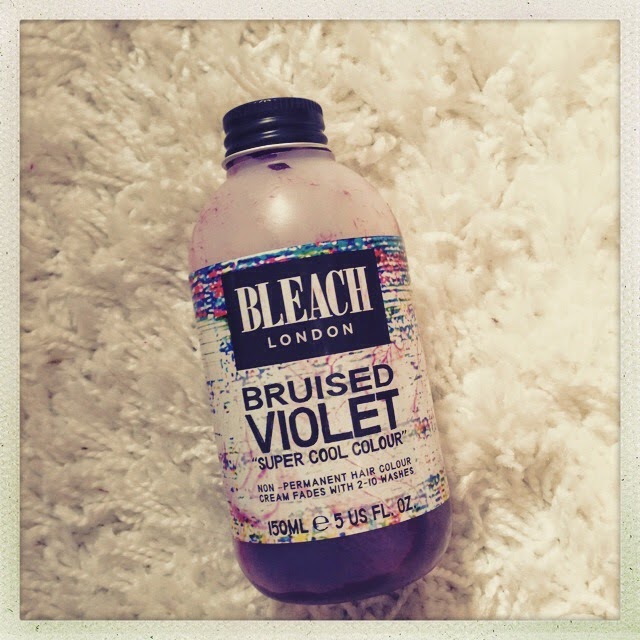 BLEACH
LONDON
BRUISED
VIOLET
"SUPER COOL COLOUR"
NON-PERMANENT HAIR COLOUR
CREAM FADES WITH 2-10 WASHES
150ML ℮ 5 US FL. OZ.